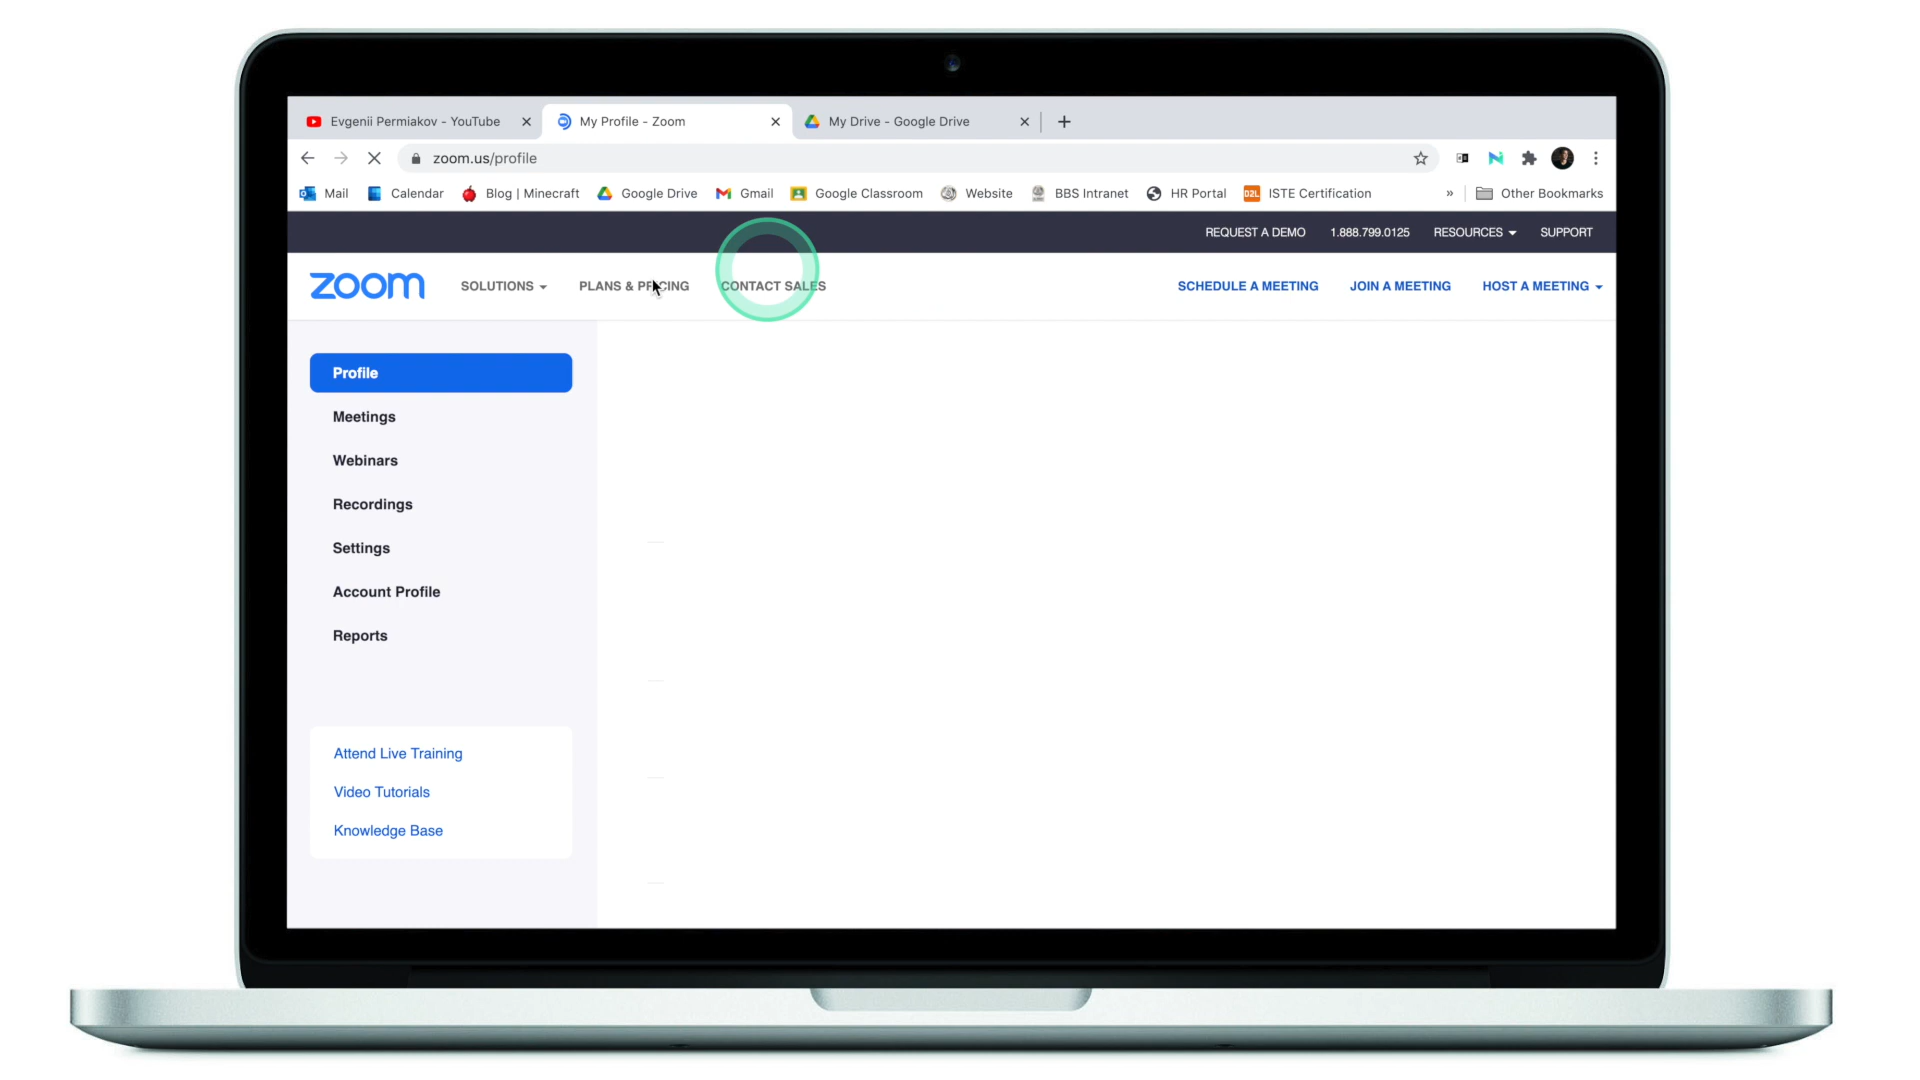 Evgenii Permiakov - YouTube My Profile - Zoom My Drive - Google Drive
zoom.us/profile
Mail Calendar Blog | Minecraft Google Drive Gmail Google Classroom Website BBS Intranet HR Portal D2L ISTE Certification » Other Bookmarks
REQUEST A DEMO 1.888.799.0125 RESOURCES SUPPORT
zoom SOLUTIONS PLANS & PRICING CONTACT SALES SCHEDULE A MEETING JOIN A MEETING HOST A MEETING
Profile
Meetings
Webinars
Recordings
Settings
Account Profile
Reports
Attend Live Training
Video Tutorials
Knowledge Base